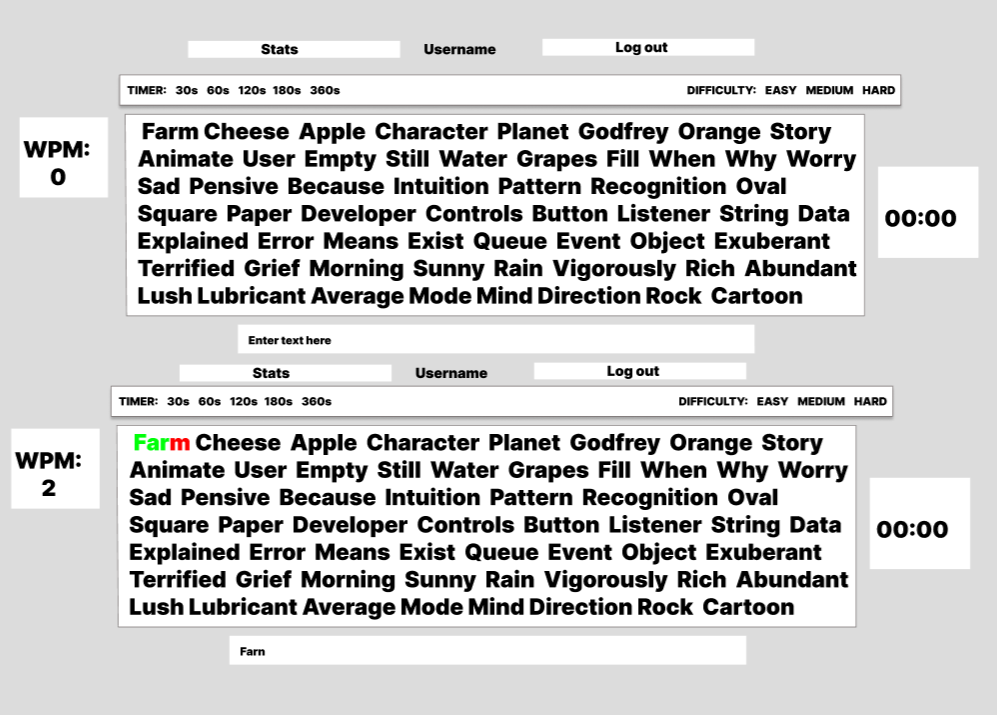 Stats Username Log out
TIMER: 30s 60s 120s 180s 360s DIFFICULTY: EASY MEDIUM HARD
WPM:
0
Farm Cheese Apple Character Planet Godfrey Orange Story
Animate User Empty Still Water Grapes Fill When Why Worry
Sad Pensive Because Intuition Pattern Recognition Oval
Square Paper Developer Controls Button Listener String Data
Explained Error Means Exist Queue Event Object Exuberant
Terrified Grief Morning Sunny Rain Vigorously Rich Abundant
Lush Lubricant Average Mode Mind Direction Rock Cartoon
00:00
Enter text here
Stats Username Log out
TIMER: 30s 60s 120s 180s 360s DIFFICULTY: EASY MEDIUM HARD
WPM:
2
Farm Cheese Apple Character Planet Godfrey Orange Story
Animate User Empty Still Water Grapes Fill When Why Worry
Sad Pensive Because Intuition Pattern Recognition Oval
Square Paper Developer Controls Button Listener String Data
Explained Error Means Exist Queue Event Object Exuberant
Terrified Grief Morning Sunny Rain Vigorously Rich Abundant
Lush Lubricant Average Mode Mind Direction Rock Cartoon
00:00
Farn